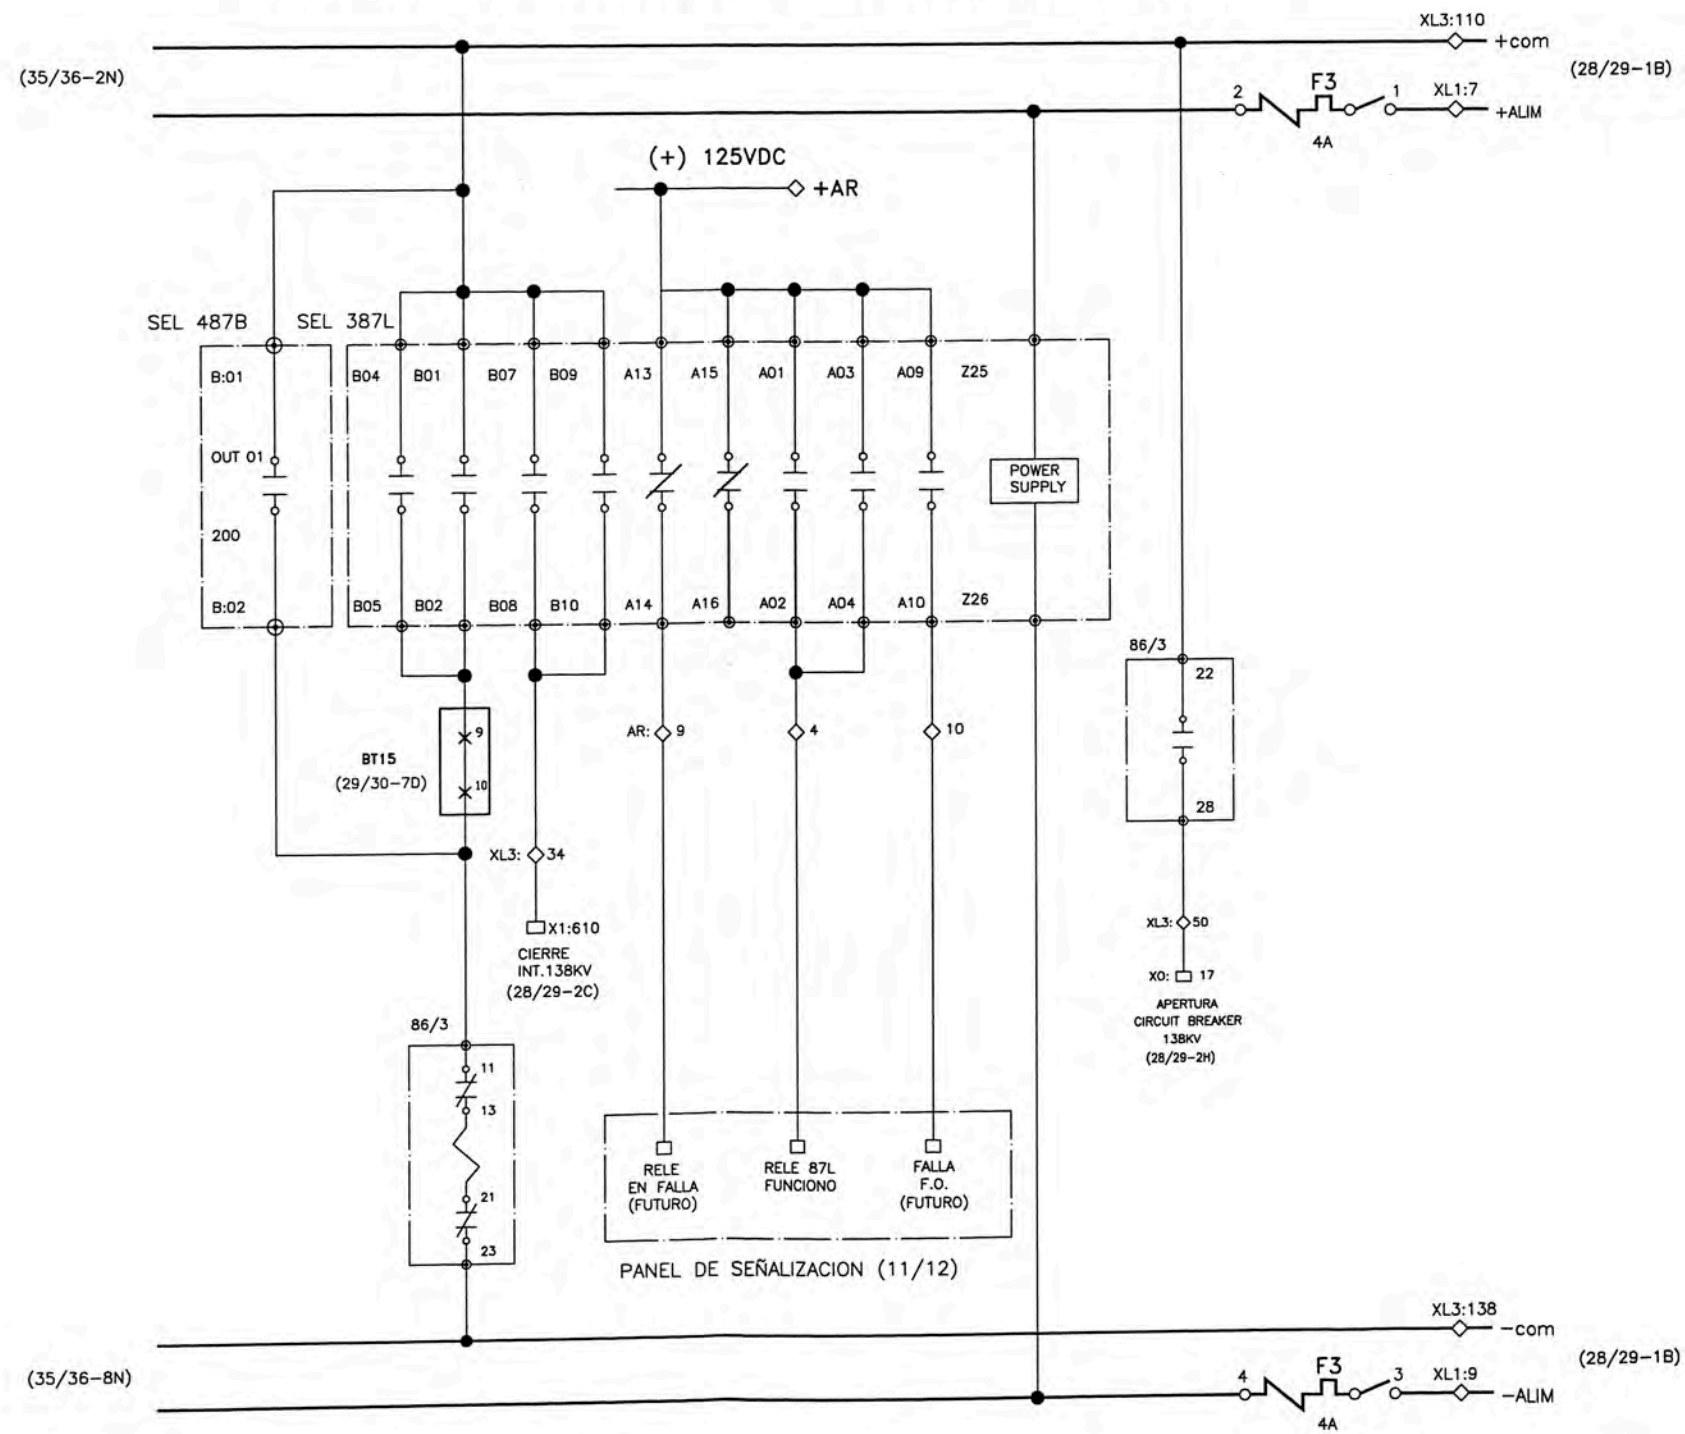 XL3:110
+com
(35/36-2N)
(28/29-1B)
2
F3
1
XL1:7
+ALIM
4A
(+) 125VDC
+AR
SEL 487B
SEL 387L
B:01
B04
B01
B07
B09
A13
A15
A01
A03
A09
Z25
OUT 01
POWER
SUPPLY
200
B:02
B05
B02
B08
B10
A14
A16
A02
A04
A10
Z26
86/3
22
AR:
9
4
10
9
BT15
(29/30-7D)
10
28
XL3:
34
X1:610
CIERRE
INT.138KV
(28/29-2C)
XL3:
50
XO:
17
APERTURA
CIRCUIT BREAKER
138KV
(28/29-2H)
86/3
11
13
21
23
RELE
EN FALLA
(FUTURO)
RELE 87L
FUNCIONO
FALLA
F.O.
(FUTURO)
PANEL DE SEÑALIZACION (11/12)
XL3:138
-com
(35/36-8N)
(28/29-1B)
4
F3
3
XL1:9
-ALIM
4A